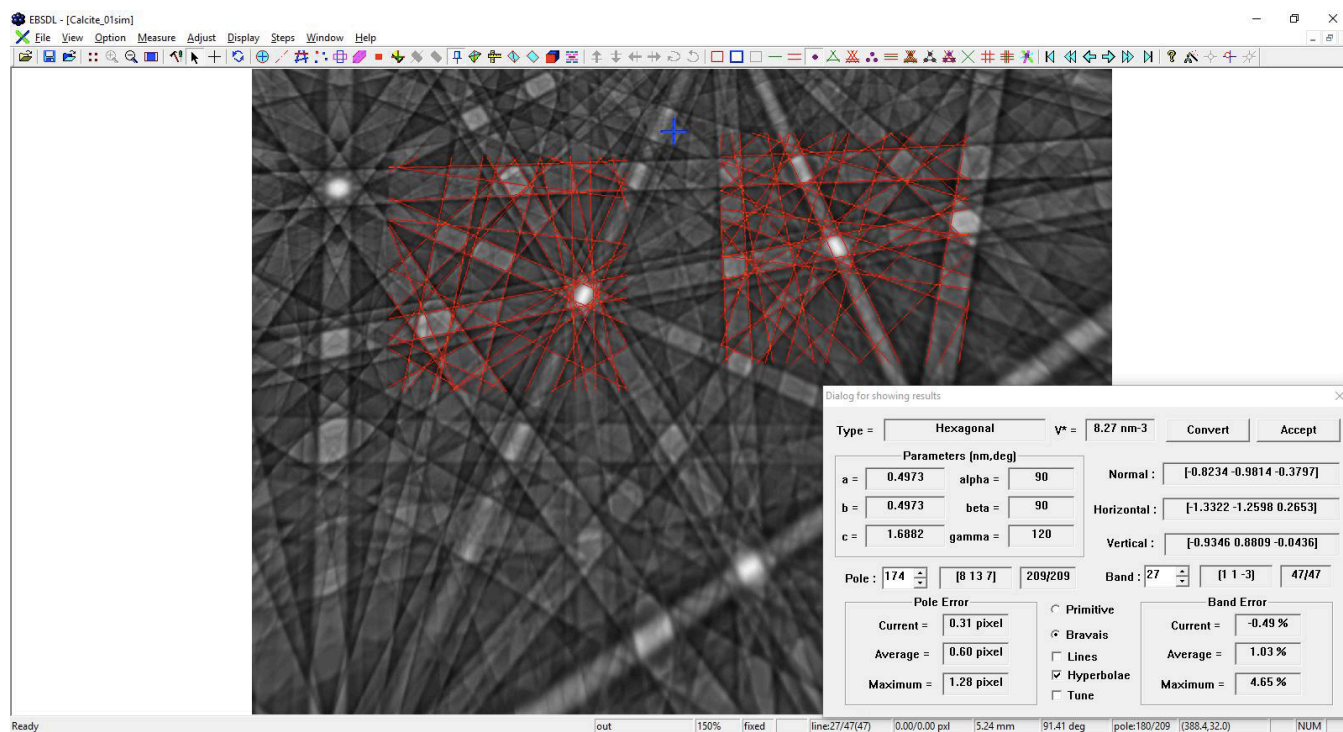 EBSDL - [Calcite_01sim]
File View Option Measure Adjust Display Steps Window Help
Dialog for showing results
Type = Hexagonal V* = 8.27 nm-3 Convert Accept
Parameters (nm,deg)
a = 0.4973 alpha = 90
b = 0.4973 beta = 90
c = 1.6882 gamma = 120
Normal : [-0.8234 -0.9814 -0.3797]
Horizontal : [-1.3322 -1.2598 0.2653]
Vertical : [-0.9346 0.8809 -0.0436]
Pole : 174 [8 13 7] 209/209 Band : 27 (1 1 -3) 47/47
Pole Error
Current = 0.31 pixel
Average = 0.60 pixel
Maximum = 1.28 pixel
Primitive
Bravais
Lines
Hyperbolae
Tune
Band Error
Current = -0.49 %
Average = 1.03 %
Maximum = 4.65 %
Ready out 150% fixed line:27/47(47) 0.00/0.00 pxl 5.24 mm 91.41 deg pole:180/209 (388.4,32.0) NUM